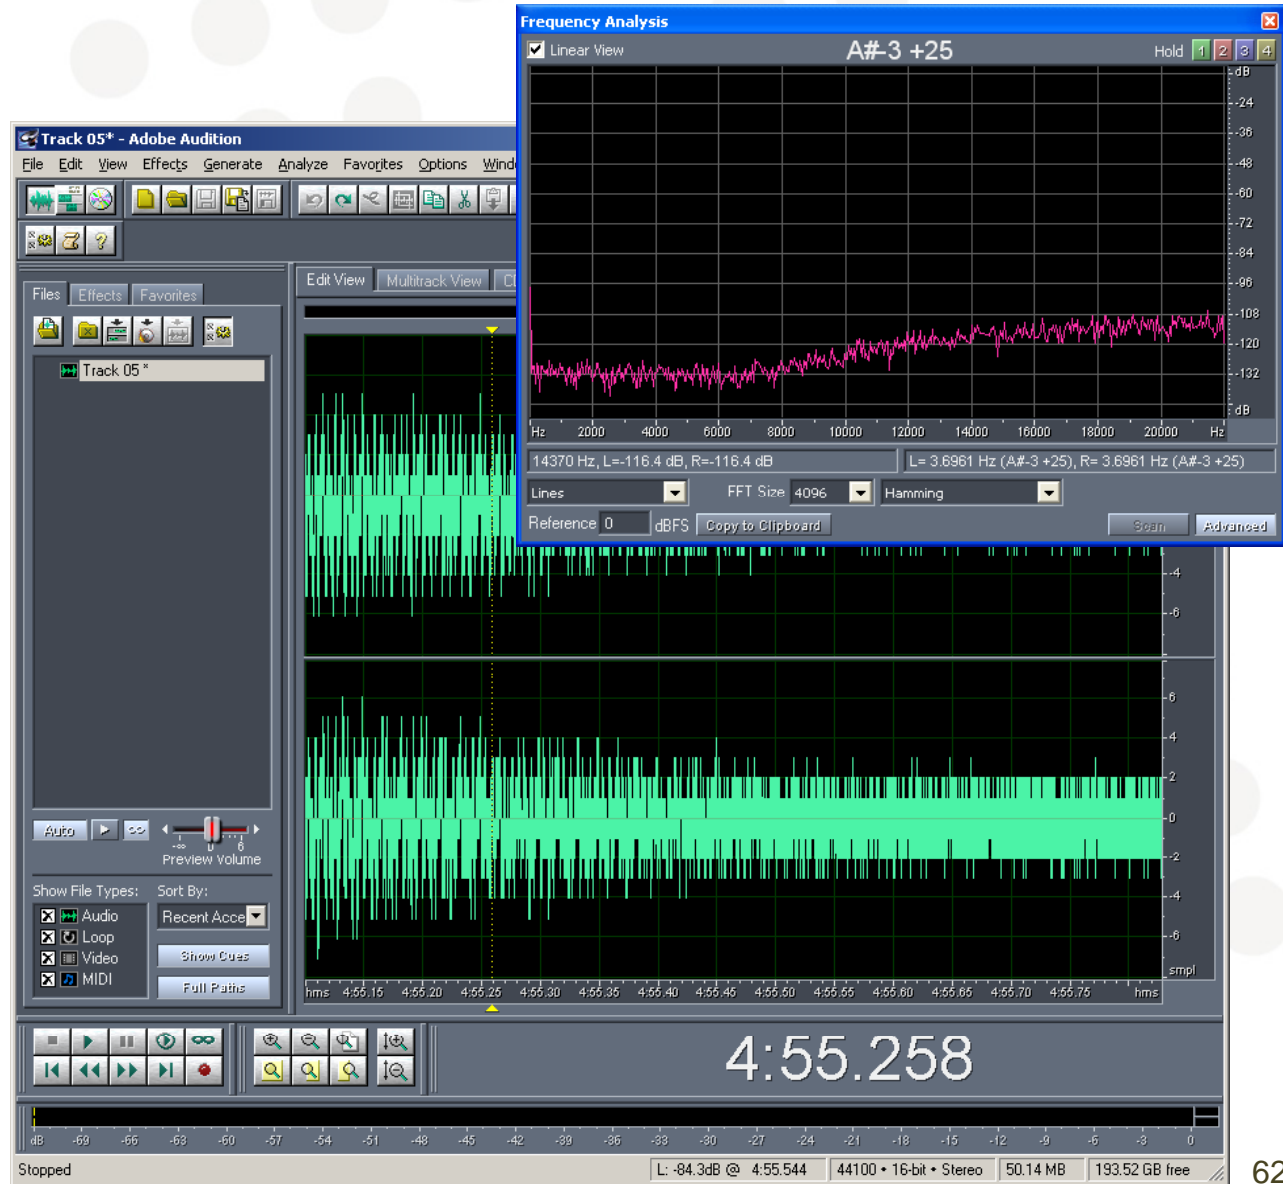 Frequency Analysis
Linear View A#-3 +25 Hold 1 2 3 4
dB
-24
-36
-48
-60
-72
-84
-96
-108
-120
-132
dB
Hz 2000 4000 6000 8000 10000 12000 14000 16000 18000 20000 Hz
14370 Hz, L=-116.4 dB, R=-116.4 dB L= 3.6961 Hz (A#-3 +25), R= 3.6961 Hz (A#-3 +25)
Lines FFT Size 4096 Hamming
Reference 0 dBFS Copy to Clipboard Scan Advanced
Track 05* - Adobe Audition
File Edit View Effects Generate Analyze Favorites Options
Edit View Multitrack View
Files Effects Favorites
Track 05 *
-4
-6
6
4
2
0
-2
-4
-6
smpl
hms 4:55.15 4:55.20 4:55.25 4:55.30 4:55.35 4:55.40 4:55.45 4:55.50 4:55.55 4:55.60 4:55.65 4:55.70 4:55.75 hms
Auto
-∞ 0 6
Preview Volume
Show File Types: Sort By:
Audio Recent Acce
Loop
Video Show Cues
MIDI Full Paths
4:55.258
dB -69 -66 -63 -60 -57 -54 -51 -48 -45 -42 -39 -36 -33 -30 -27 -24 -21 -18 -15 -12 -9 -6 -3 0
Stopped L: -84.3dB @ 4:55.544 44100 • 16-bit • Stereo 50.14 MB 193.52 GB free
62